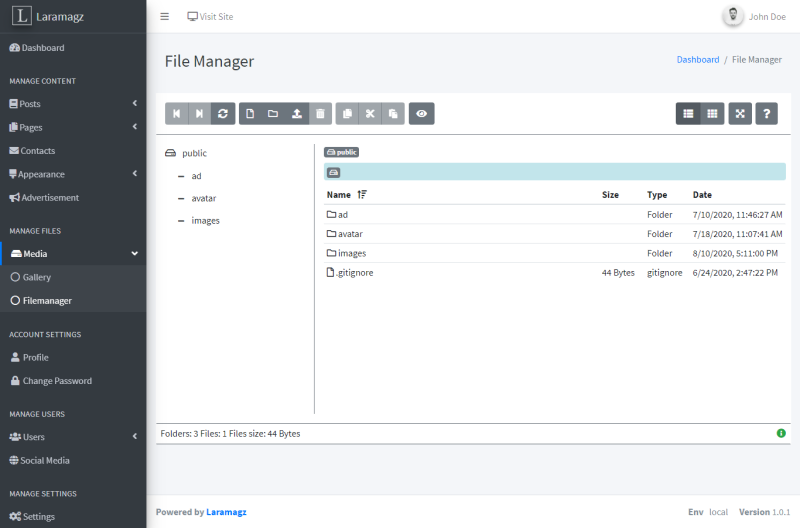 L Laramagz
Visit Site
John Doe
Dashboard
MANAGE CONTENT
Posts
Pages
Contacts
Appearance
Advertisement
MANAGE FILES
Media
Gallery
Filemanager
ACCOUNT SETTINGS
Profile
Change Password
MANAGE USERS
Users
Social Media
MANAGE SETTINGS
Settings
File Manager
Dashboard / File Manager
?
public
ad
avatar
images
public
Name Size Type Date
ad Folder 7/10/2020, 11:46:27 AM
avatar Folder 7/18/2020, 11:07:41 AM
images Folder 8/10/2020, 5:11:00 PM
.gitignore 44 Bytes gitignore 6/24/2020, 2:47:22 PM
Folders: 3 Files: 1 Files size: 44 Bytes
Powered by Laramagz
Env local Version 1.0.1